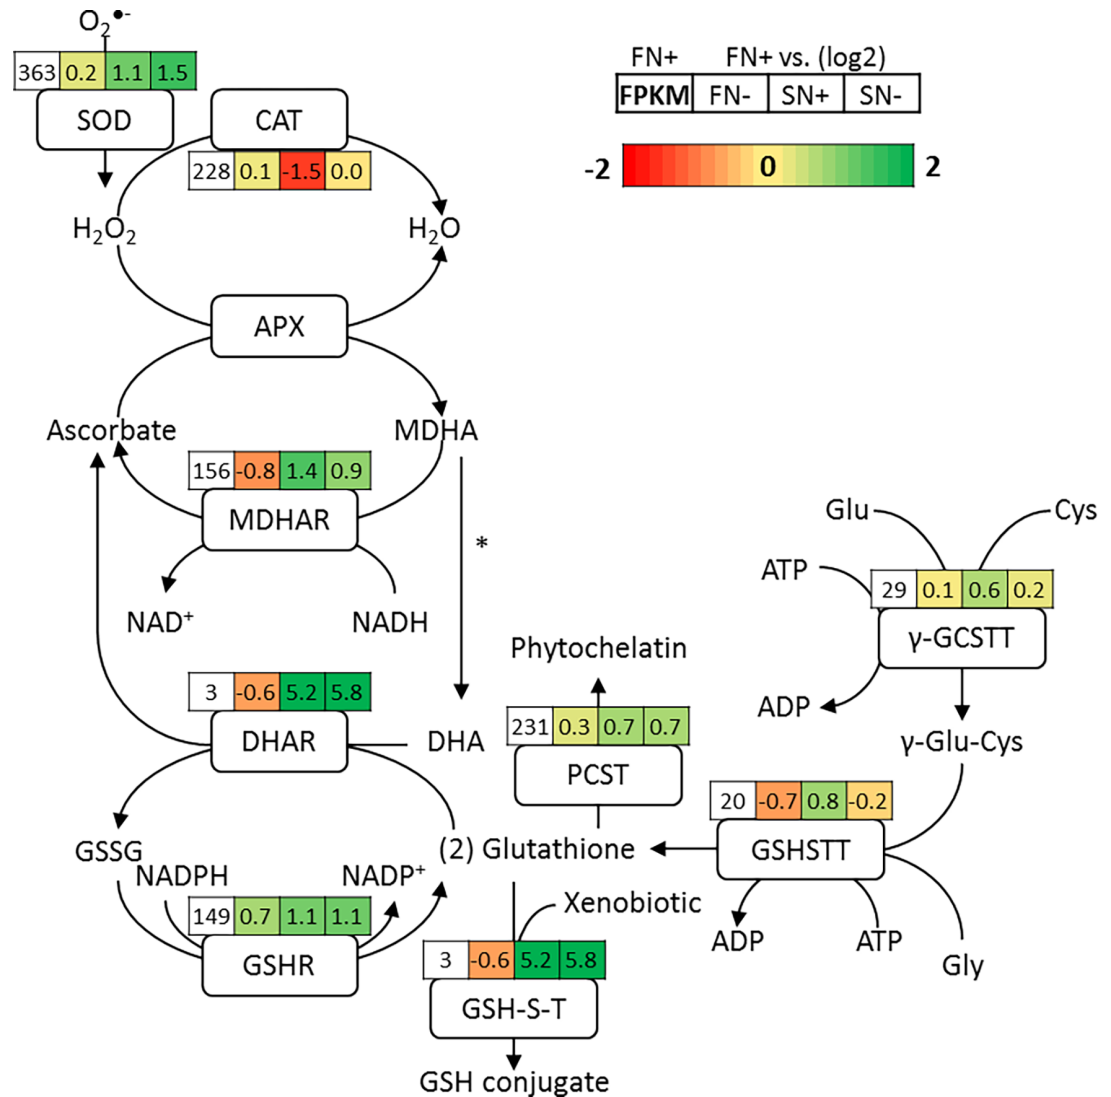 O₂•-
FN+ FN+ vs. (log2)
363 0.2 1.1 1.5
FPKM FN- SN+ SN-
SOD CAT
-2 0 2
228 0.1 -1.5 0.0
H₂O₂ H₂O
APX
Ascorbate MDHA
156 -0.8 1.4 0.9
MDHAR
*
NAD⁺ NADH
Glu Cys
ATP
29 0.1 0.6 0.2
γ-GCSTT
ADP
γ-Glu-Cys
Phytochelatin
3 -0.6 5.2 5.8
231 0.3 0.7 0.7
DHAR DHA
PCST
20 -0.7 0.8 -0.2
GSSG (2) Glutathione GSHSTT
NADPH NADP⁺
149 0.7 1.1 1.1
Xenobiotic
ADP ATP
GSHR
3 -0.6 5.2 5.8
Gly
GSH-S-T
GSH conjugate